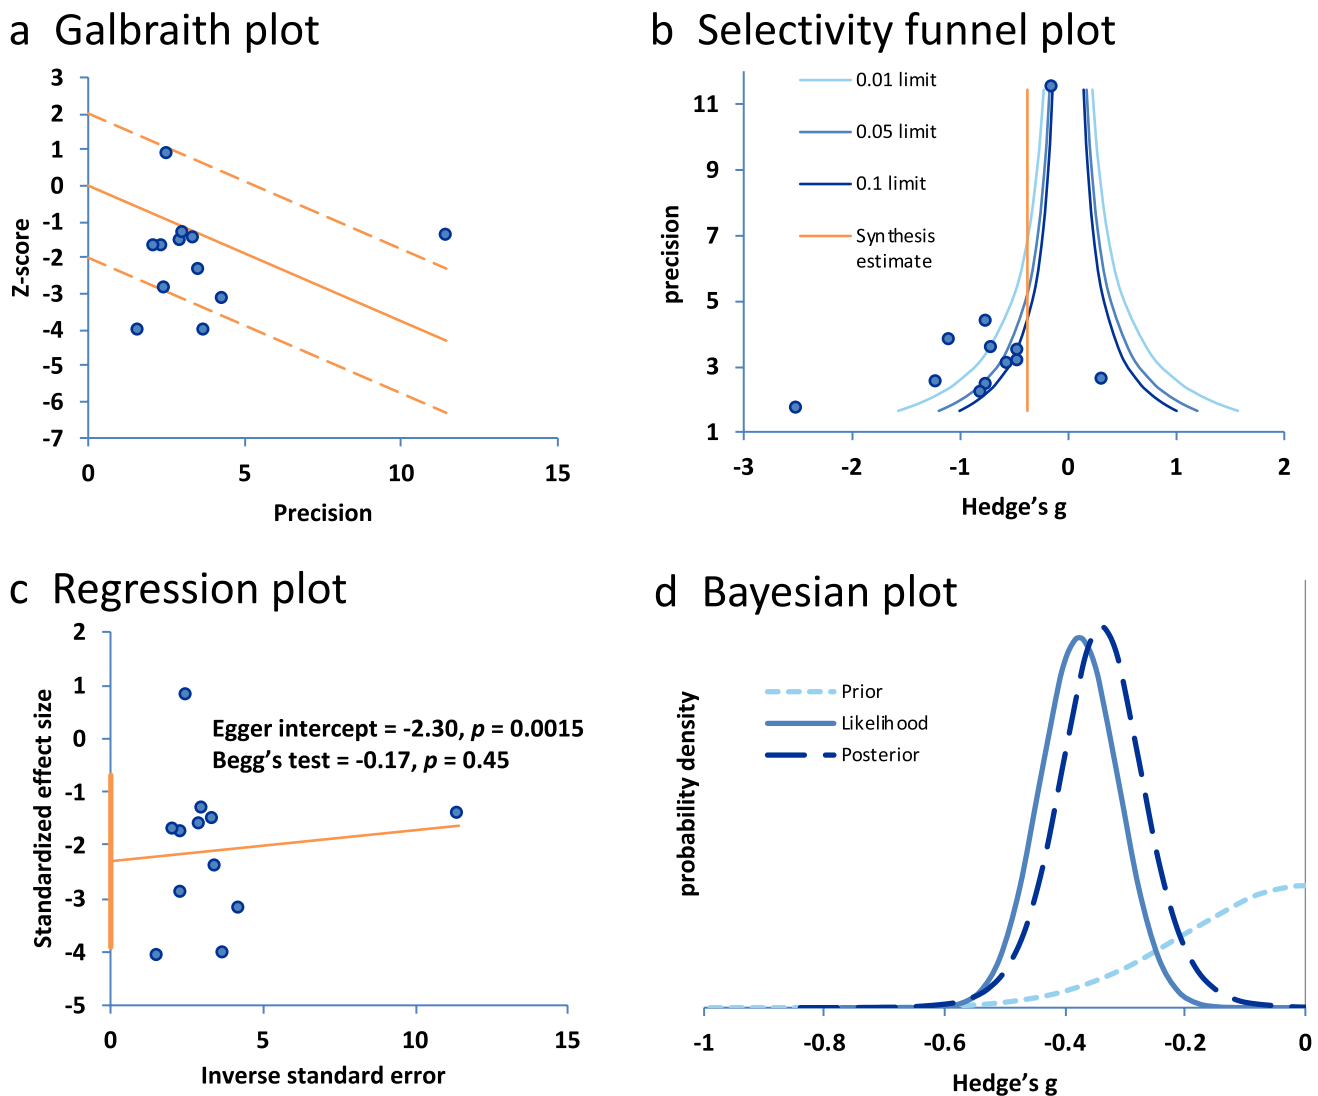 a Galbraith plot
3
2
1
0
-1
-2
-3
-4
-5
-6
-7
Z-score
0 5 10 15
Precision
b Selectivity funnel plot
11
9
7
5
3
1
precision
0.01 limit
0.05 limit
0.1 limit
Synthesis
estimate
-3 -2 -1 0 1 2
Hedge's g
c Regression plot
2
1
0
-1
-2
-3
-4
-5
Standardized effect size
Egger intercept = -2.30, p = 0.0015
Begg's test = -0.17, p = 0.45
0 5 10 15
Inverse standard error
d Bayesian plot
probability density
Prior
Likelihood
Posterior
-1 -0.8 -0.6 -0.4 -0.2 0
Hedge's g